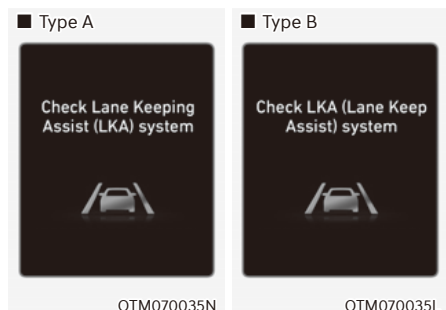 ■ Type A
Check Lane Keeping
Assist (LKA) system
OTM070035N
■ Type B
Check LKA (Lane Keep
Assist) system
OTM070035L